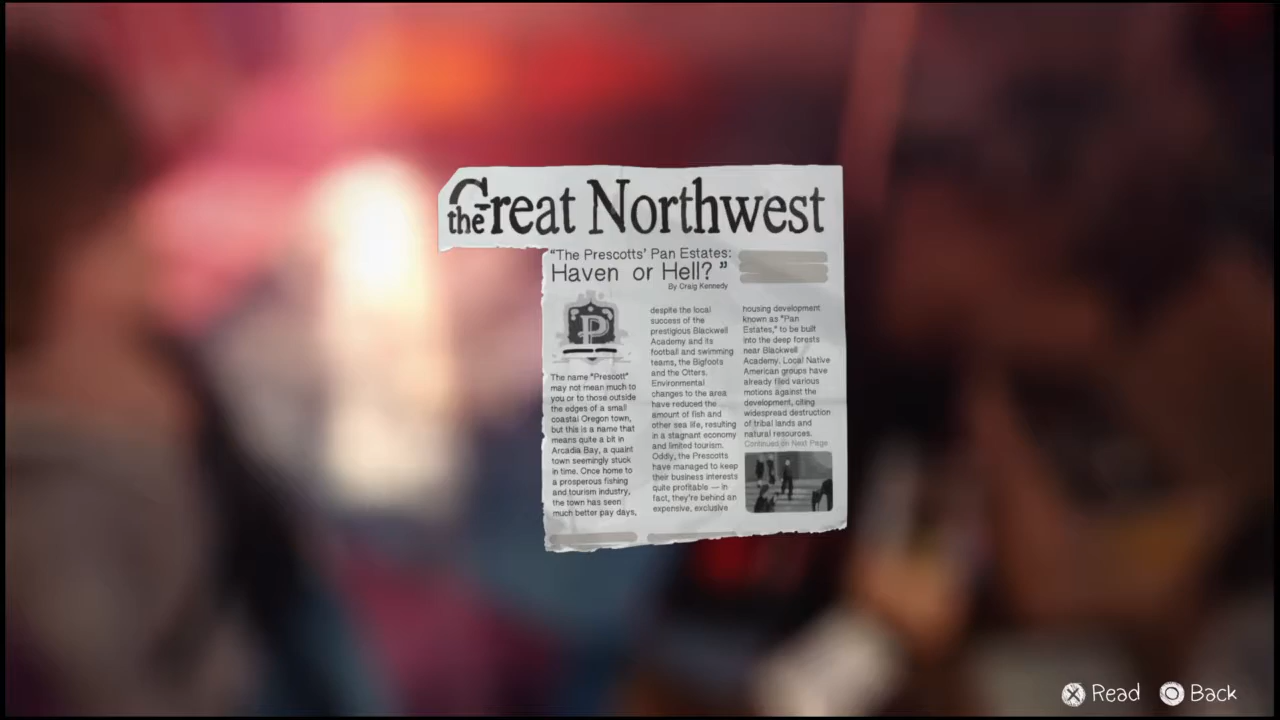 the Great Northwest
"The Prescotts' Pan Estates:
Haven or Hell? "
By Craig Kennedy
P
The name "Prescott"
may not mean much to
you or to those outside
the edges of a small
coastal Oregon town,
but this is a name that
means quite a bit in
Arcadia Bay, a quaint
town seemingly stuck
in time. Once home to
a prosperous fishing
and tourism industry,
the town has seen
much better pay days,
despite the local
success of the
prestigious Blackwell
Academy and its
football and swimming
teams, the Bigfoots
and the Otters.
Environmental
changes to the area
have reduced the
amount of fish and
other sea life, resulting
in a stagnant economy
and limited tourism.
Oddly, the Prescotts
have managed to keep
their business interests
quite profitable — in
fact, they're behind an
expensive, exclusive
housing development
known as "Pan
Estates," to be built
into the deep forests
near Blackwell
Academy. Local Native
American groups have
already filed various
motions against the
development, citing
widespread destruction
of tribal lands and
natural resources.
Continued on Next Page
Read
Back